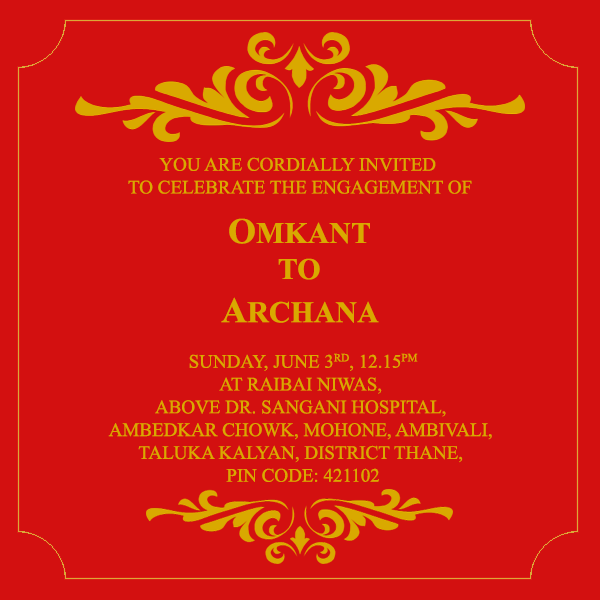 YOU ARE CORDIALLY INVITED
TO CELEBRATE THE ENGAGEMENT OF
OMKANT
TO
ARCHANA
SUNDAY, JUNE 3RD, 12.15PM
AT RAIBAI NIWAS,
ABOVE DR. SANGANI HOSPITAL,
AMBEDKAR CHOWK, MOHONE, AMBIVALI,
TALUKA KALYAN, DISTRICT THANE,
PIN CODE: 421102